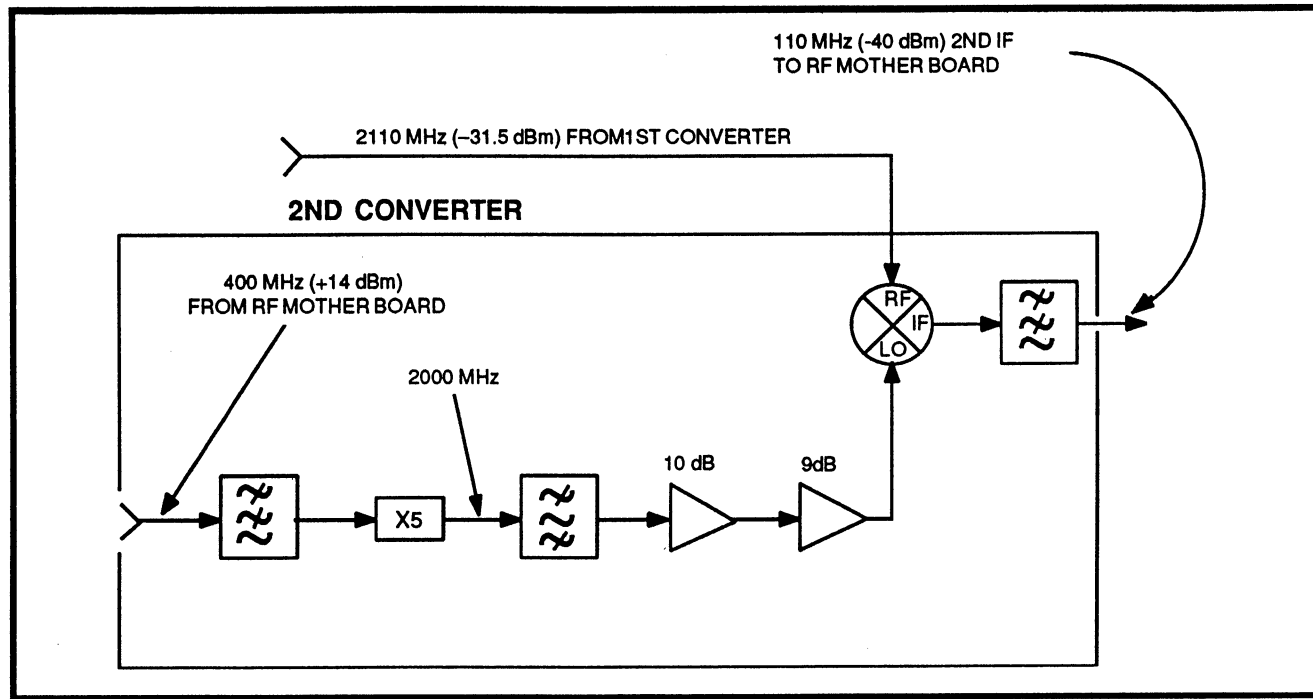 110 MHz (-40 dBm) 2ND IF
TO RF MOTHER BOARD
2110 MHz (–31.5 dBm) FROM1ST CONVERTER
2ND CONVERTER
400 MHz (+14 dBm)
FROM RF MOTHER BOARD
RF
IF
LO
2000 MHz
10 dB
9dB
X5